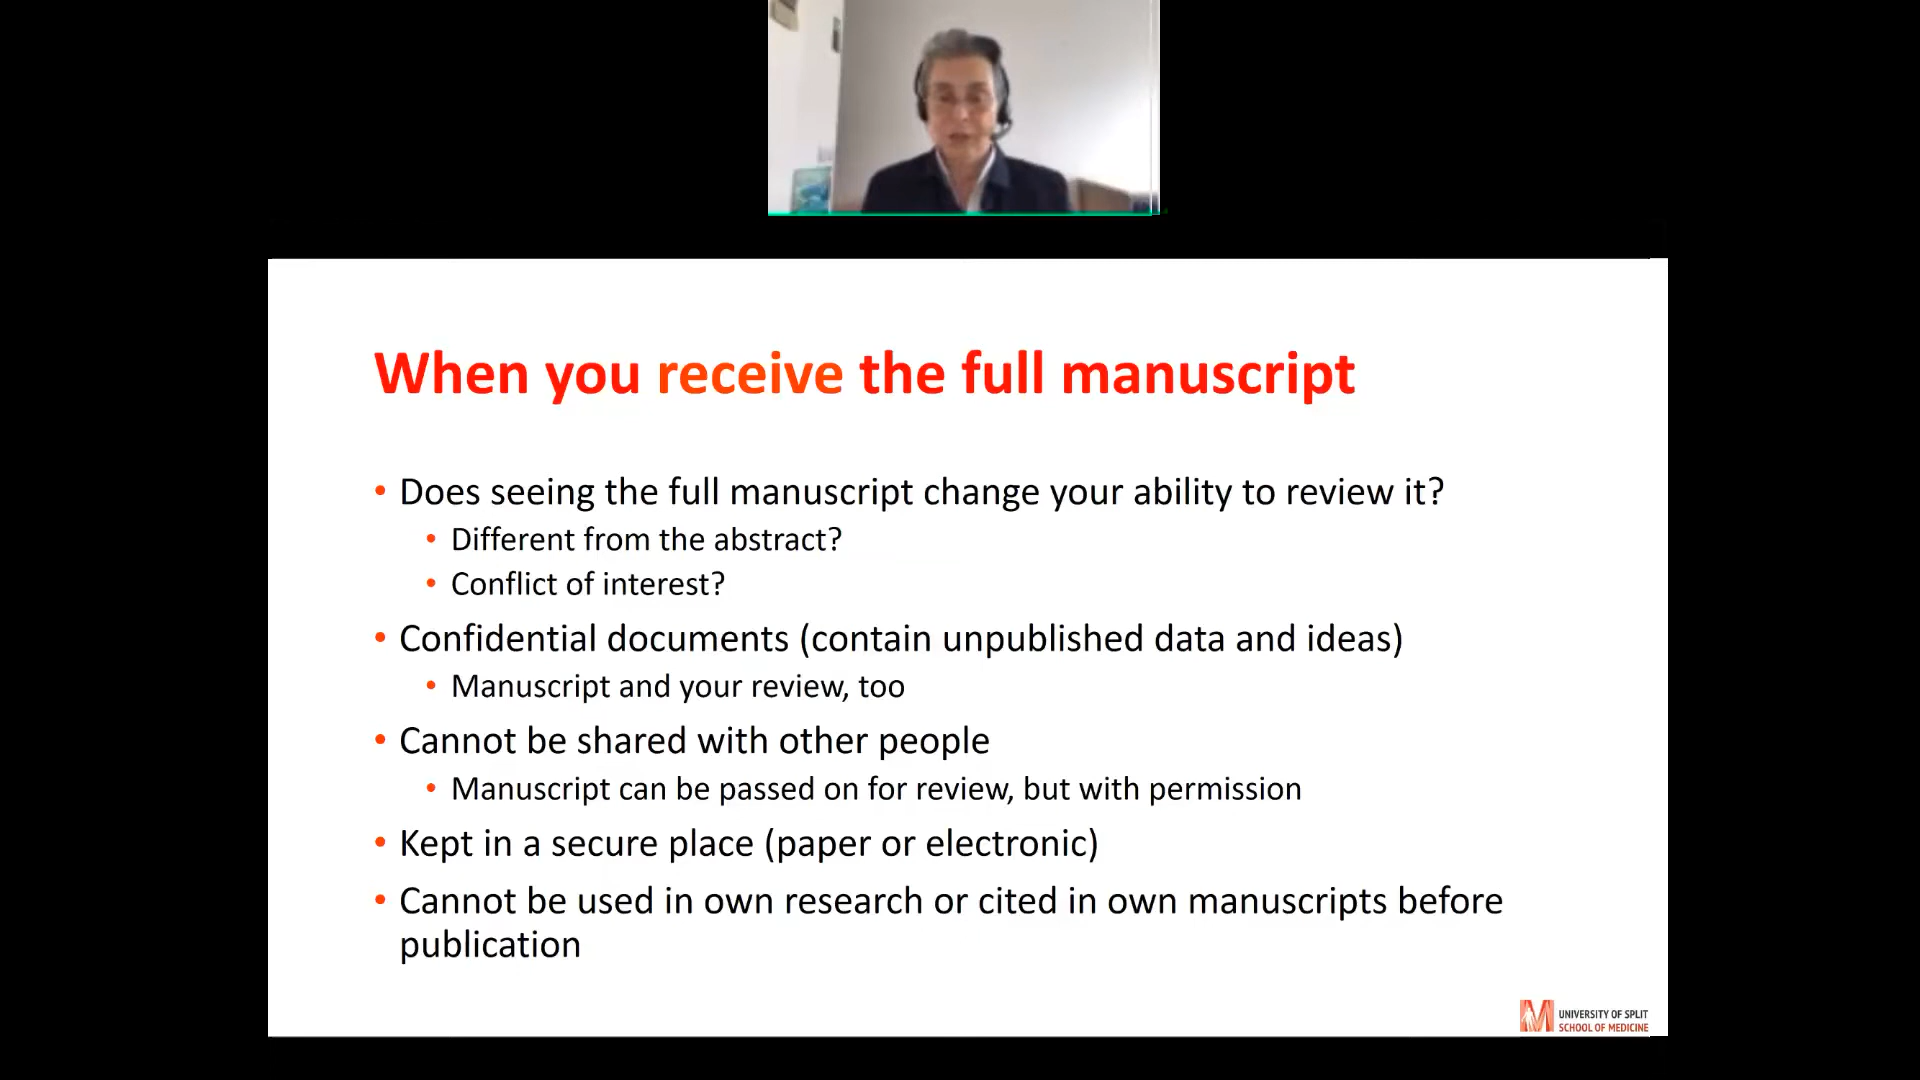 When you receive the full manuscript
• Does seeing the full manuscript change your ability to review it?
• Different from the abstract?
• Conflict of interest?
• Confidential documents (contain unpublished data and ideas)
• Manuscript and your review, too
• Cannot be shared with other people
• Manuscript can be passed on for review, but with permission
• Kept in a secure place (paper or electronic)
• Cannot be used in own research or cited in own manuscripts before
publication
M UNIVERSITY OF SPLIT
SCHOOL OF MEDICINE